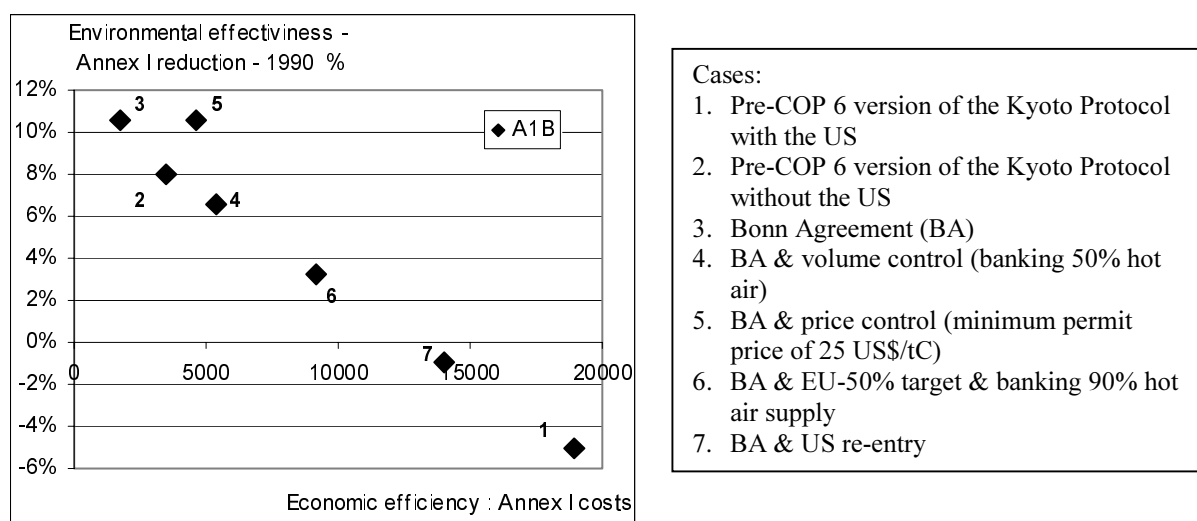 Environmental effectiviness -
Annex I reduction - 1990 %
12%
10%
8%
6%
4%
2%
0%
-2%
-4%
-6%
0
5000
10000
15000
20000
3
5
2
4
6
7
1
A1B
Economic efficiency : Annex I costs
Cases:
1. Pre-COP 6 version of the Kyoto Protocol
with the US
2. Pre-COP 6 version of the Kyoto Protocol
without the US
3. Bonn Agreement (BA)
4. BA & volume control (banking 50% hot
air)
5. BA & price control (minimum permit
price of 25 US$/tC)
6. BA & EU-50% target & banking 90% hot
air supply
7. BA & US re-entry